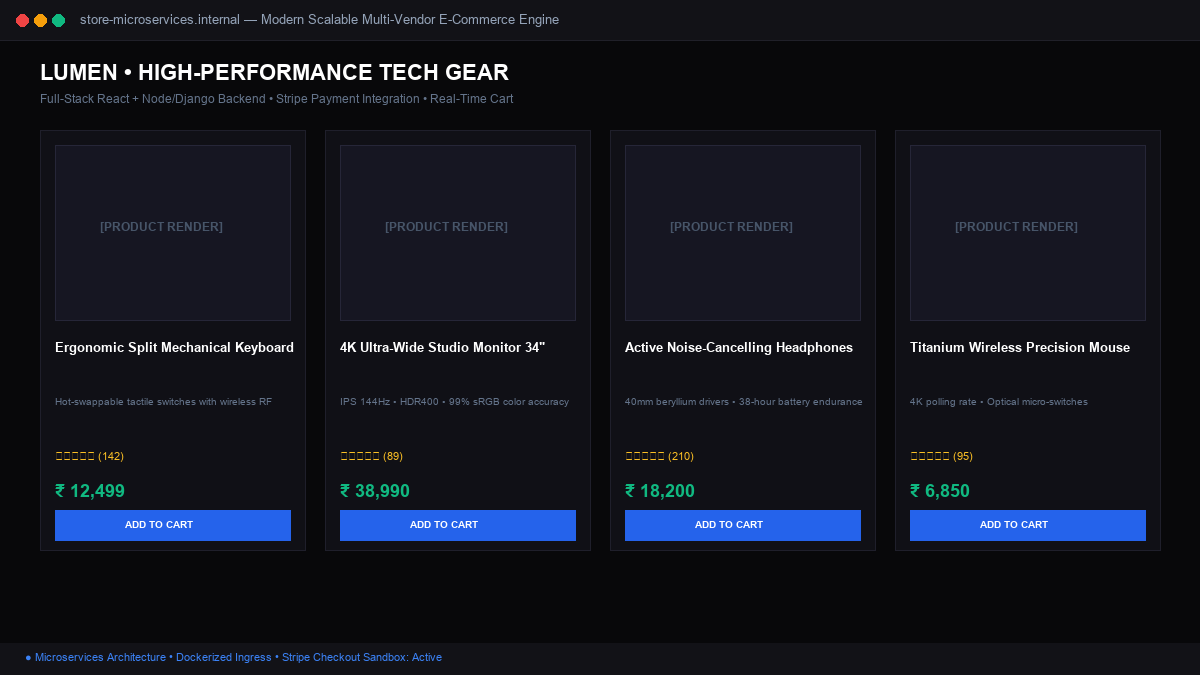 store-microservices.internal — Modern Scalable Multi-Vendor E-Commerce Engine
LUMEN • HIGH-PERFORMANCE TECH GEAR
Full-Stack React + Node/Django Backend • Stripe Payment Integration • Real-Time Cart
[PRODUCT RENDER]
Ergonomic Split Mechanical Keyboard
Hot-swappable tactile switches with wireless RF
(142)
₹ 12,499
ADD TO CART
[PRODUCT RENDER]
4K Ultra-Wide Studio Monitor 34"
IPS 144Hz • HDR400 • 99% sRGB color accuracy
(89)
₹ 38,990
ADD TO CART
[PRODUCT RENDER]
Active Noise-Cancelling Headphones
40mm beryllium drivers • 38-hour battery endurance
(210)
₹ 18,200
ADD TO CART
[PRODUCT RENDER]
Titanium Wireless Precision Mouse
4K polling rate • Optical micro-switches
(95)
₹ 6,850
ADD TO CART
● Microservices Architecture • Dockerized Ingress • Stripe Checkout Sandbox: Active